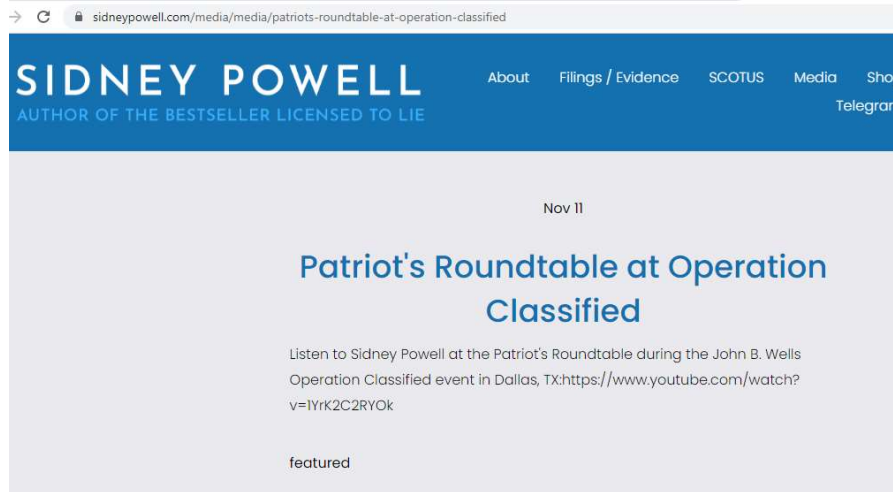 sidneypowell.com/media/media/patriots-roundtable-at-operation-classified
SIDNEY POWELL
AUTHOR OF THE BESTSELLER LICENSED TO LIE
About Filings / Evidence SCOTUS Media Sho
Telegrar
Nov 11
Patriot's Roundtable at Operation
Classified
Listen to Sidney Powell at the Patriot's Roundtable during the John B. Wells
Operation Classified event in Dallas, TX:https://www.youtube.com/watch?
v=1YrK2C2RYOk
featured